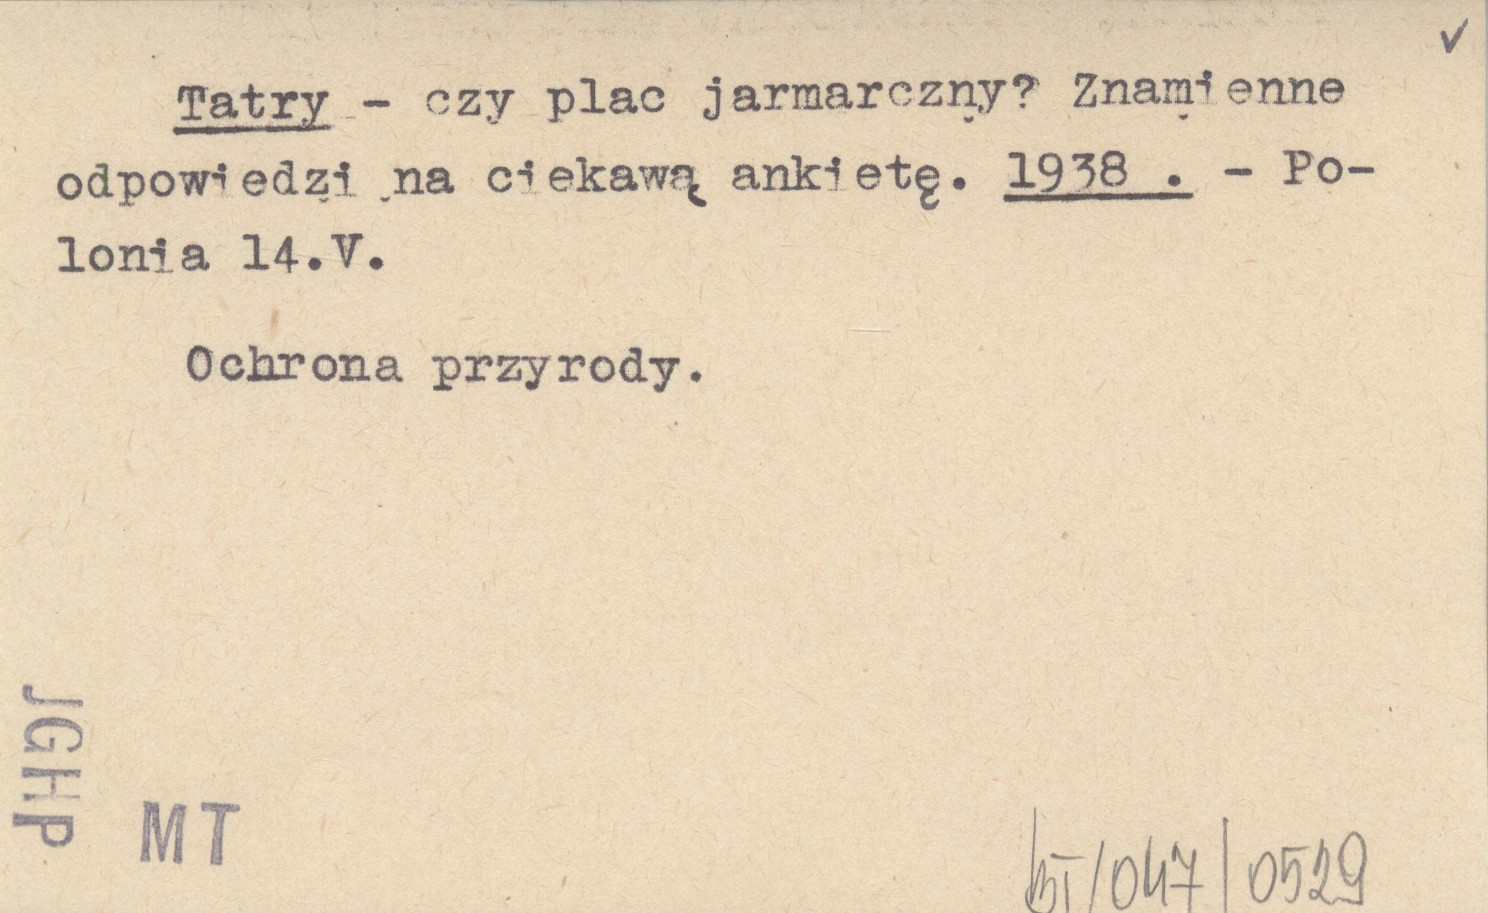 Tatry - czy plac jarmarczny? Znamienne
odpowiedzi na ciekawą ankietę. 1938 . - Po-
lonia 14.V.
Ochrona przyrody.
JGHP
MT
BT/047/0529